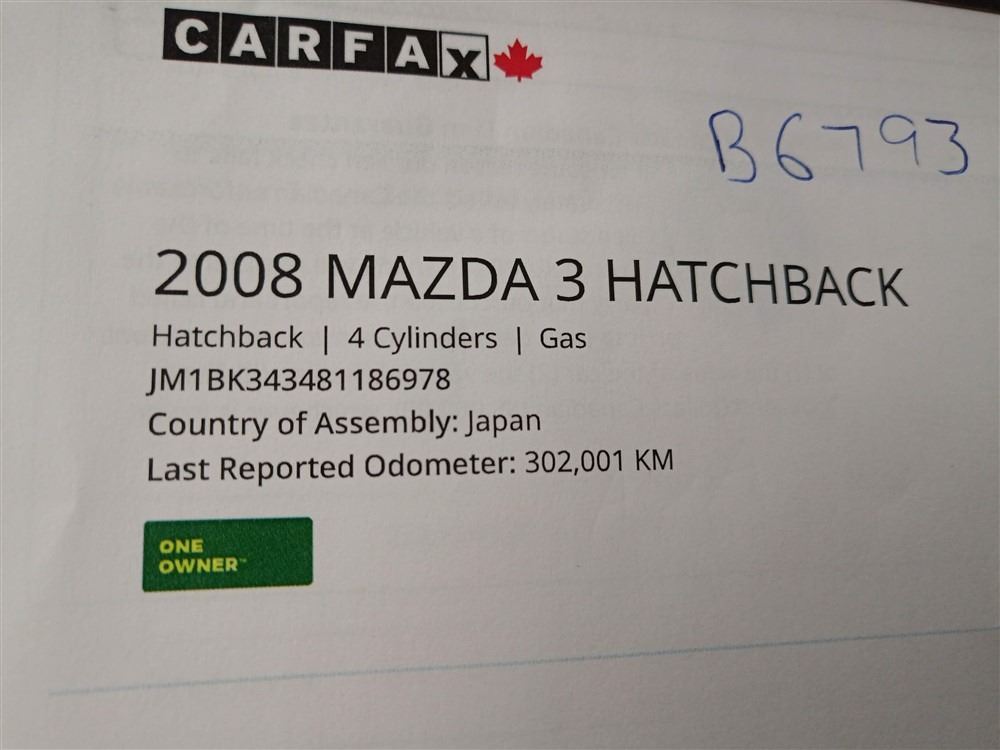 CARFAX
B6793
2008 MAZDA 3 HATCHBACK
Hatchback | 4 Cylinders | Gas
JM1BK343481186978
Country of Assembly: Japan
Last Reported Odometer: 302,001 KM
ONE
OWNER™